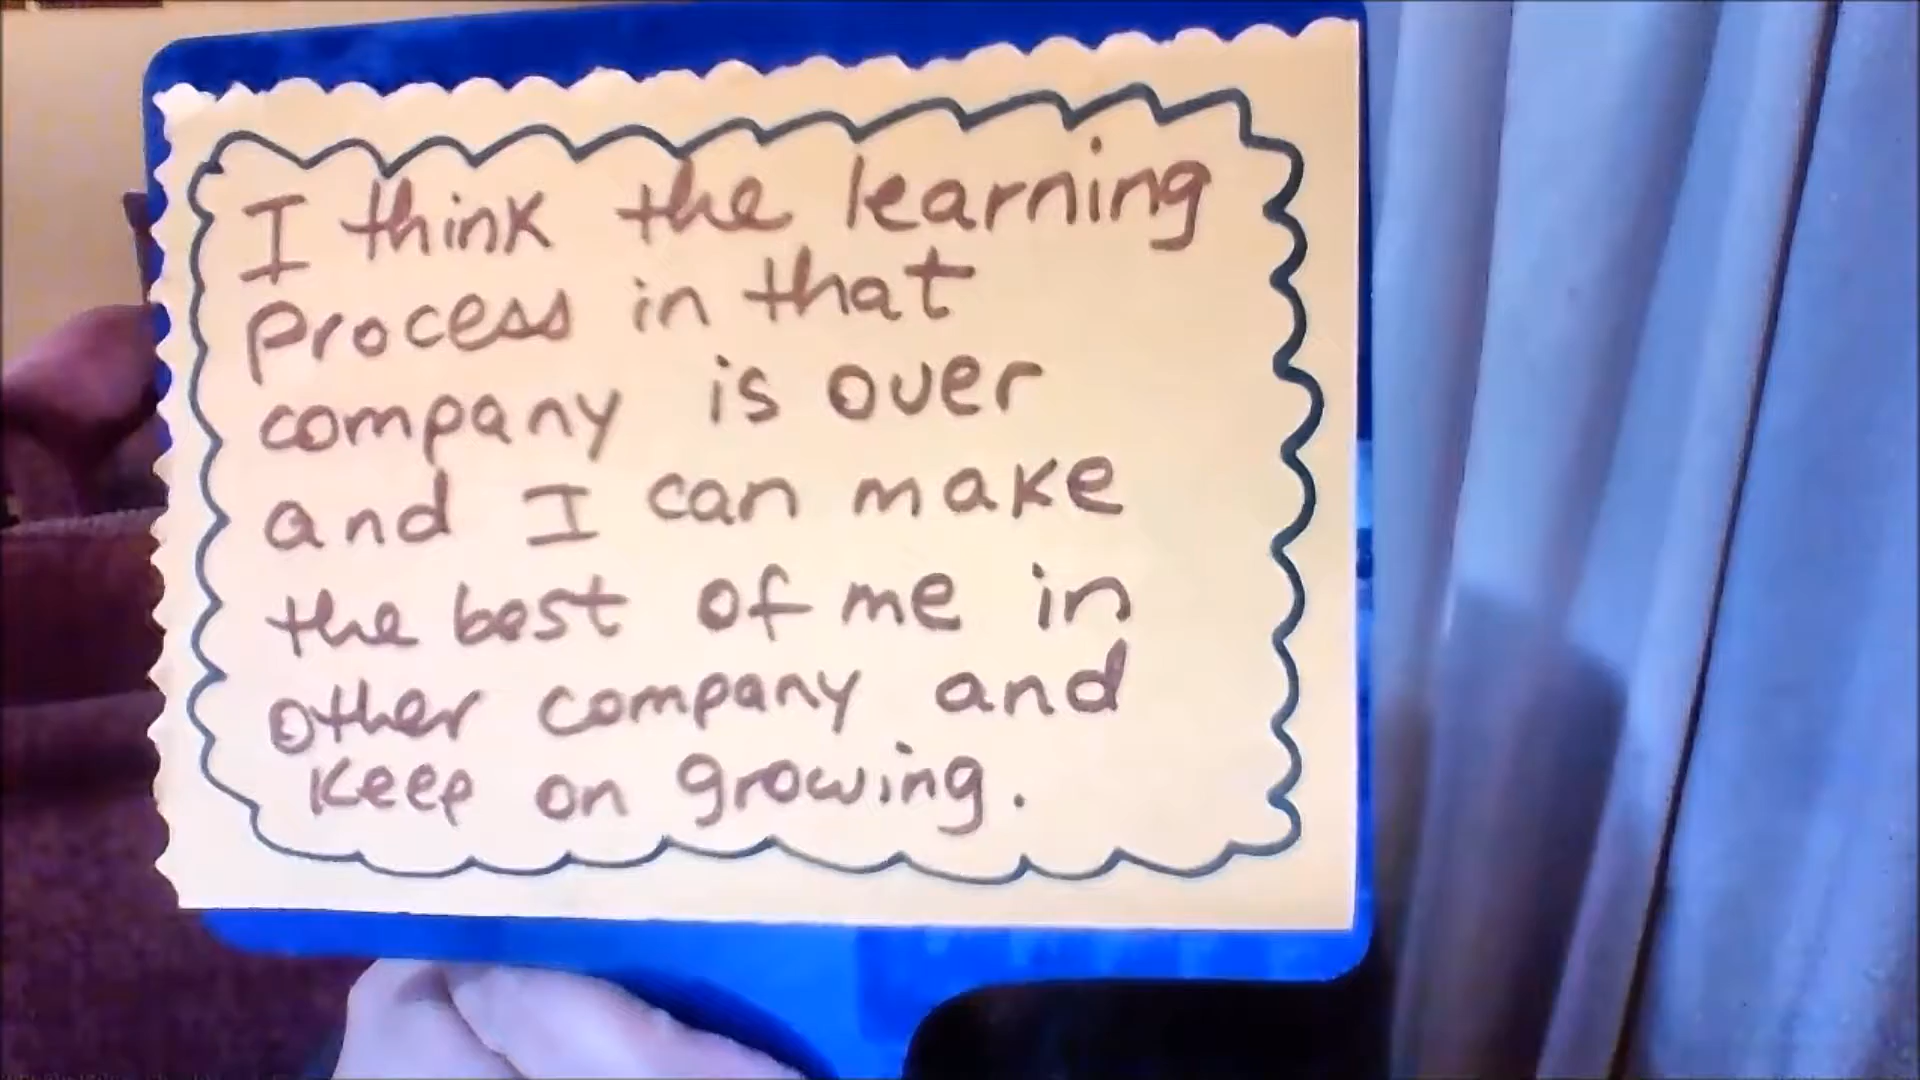 I think the learning
process in that
company is over
and I can make
the best of me in
other company and
keep on growing.